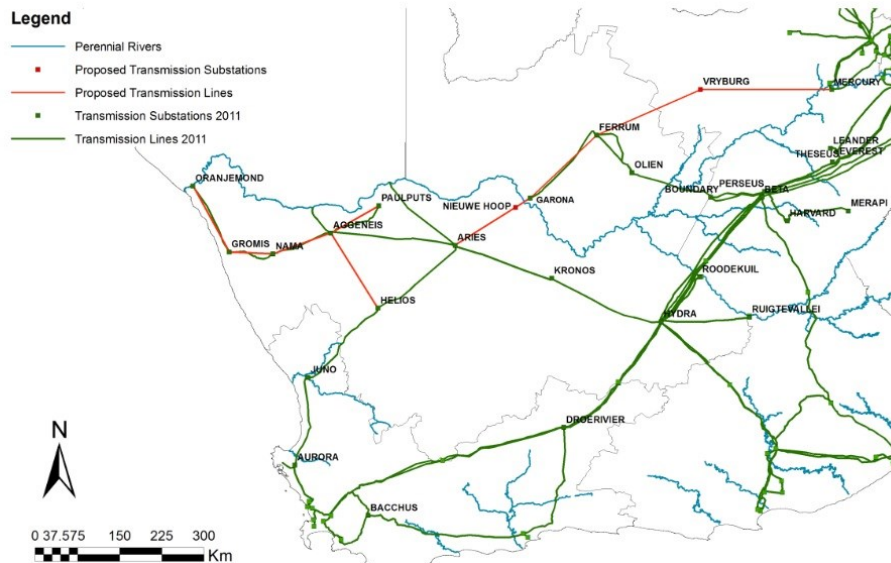 Legend
Perennial Rivers
Proposed Transmission Substations
Proposed Transmission Lines
Transmission Substations 2011
Transmission Lines 2011
VRYBURG
MERCURY
FERRUM
LEANDER
EVEREST
THESEUS
OLIEN
ORANJEMOND
PAULPUTS
PERSEUS
BOUNDARY
BETA
NIEUWE HOOP
GARONA
MERAPI
HARVARD
AGGENEIS
GROMIS
NAMA
ARIES
KRONOS
ROODEKUIL
HELIOS
HYDRA
RUIGTEVALLEI
JUNO
DROERIVIER
N
AURORA
BACCHUS
0 37.575 150 225 300
Km